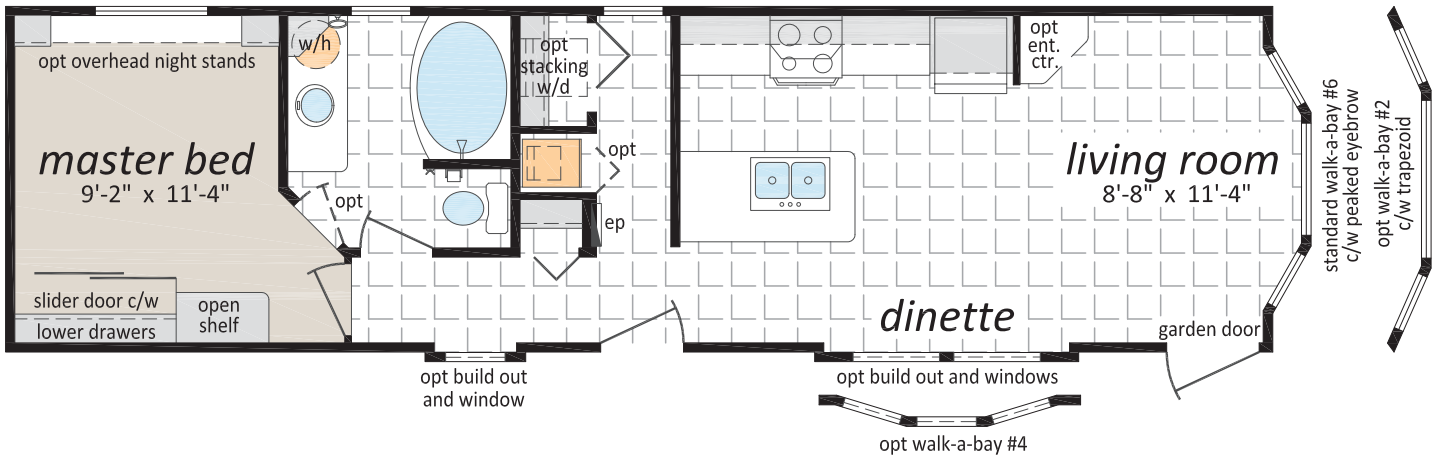 opt overhead night stands
master bed
9'-2" x 11'-4"
slider door c/w
lower drawers
open
shelf
w/h
opt
opt
stacking
w/d
opt
ep
opt build out
and window
opt
ent.
ctr.
living room
8'-8" x 11'-4"
dinette
garden door
opt build out and windows
opt walk-a-bay #4
standard walk-a-bay #6
c/w peaked eyebrow
opt walk-a-bay #2
c/w trapezoid